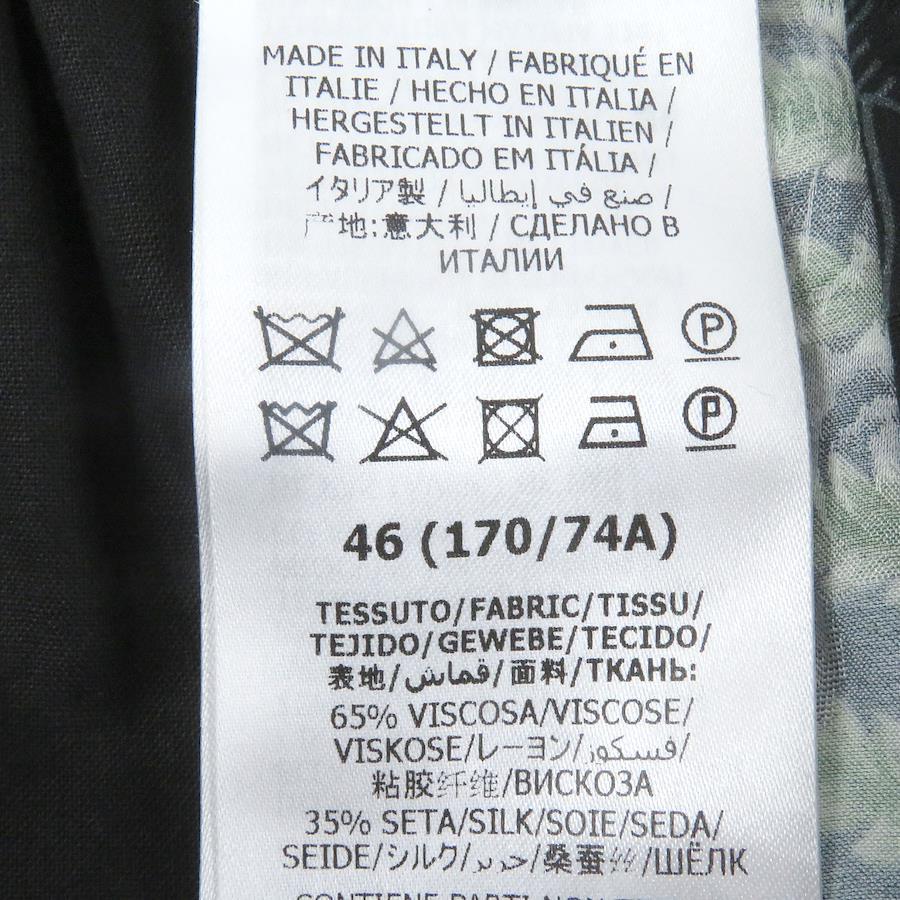 MADE IN ITALY / FABRIQUÉ EN
ITALIE / HECHO EN ITALIA /
HERGESTELLT IN ITALIEN /
FABRICADO EM ITÁLIA /
イタリア製 / صنع في إيطاليا /
产地:意大利 / СДЕЛАНО В
ИТАЛИИ
P
P
46 (170/74A)
TESSUTO/FABRIC/TISSU/
TEJIDO/GEWEBE/TECIDO/
表地/قماش/面料/ТКАНЬ:
65% VISCOSA/VISCOSE/
VISKOSE/レーヨン/فسكوز/
粘胶纤维/ВИСКОЗА
35% SETA/SILK/SOIE/SEDA/
SEIDE/シルク/حرير/桑蚕丝/ШЁЛК
CONTIENE PARTI NON